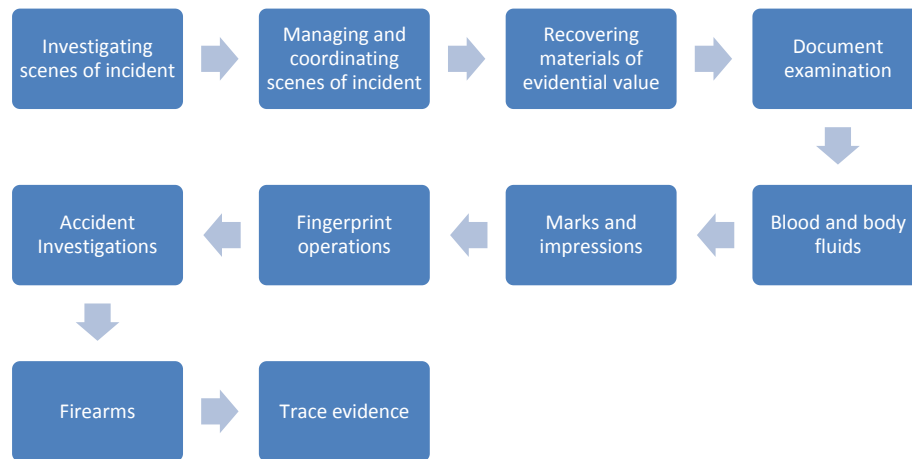 Investigating
scenes of incident
Managing and
coordinating
scenes of incident
Recovering
materials of
evidential value
Document
examination
Blood and body
fluids
Marks and
impressions
Fingerprint
operations
Accident
Investigations
Firearms
Trace evidence